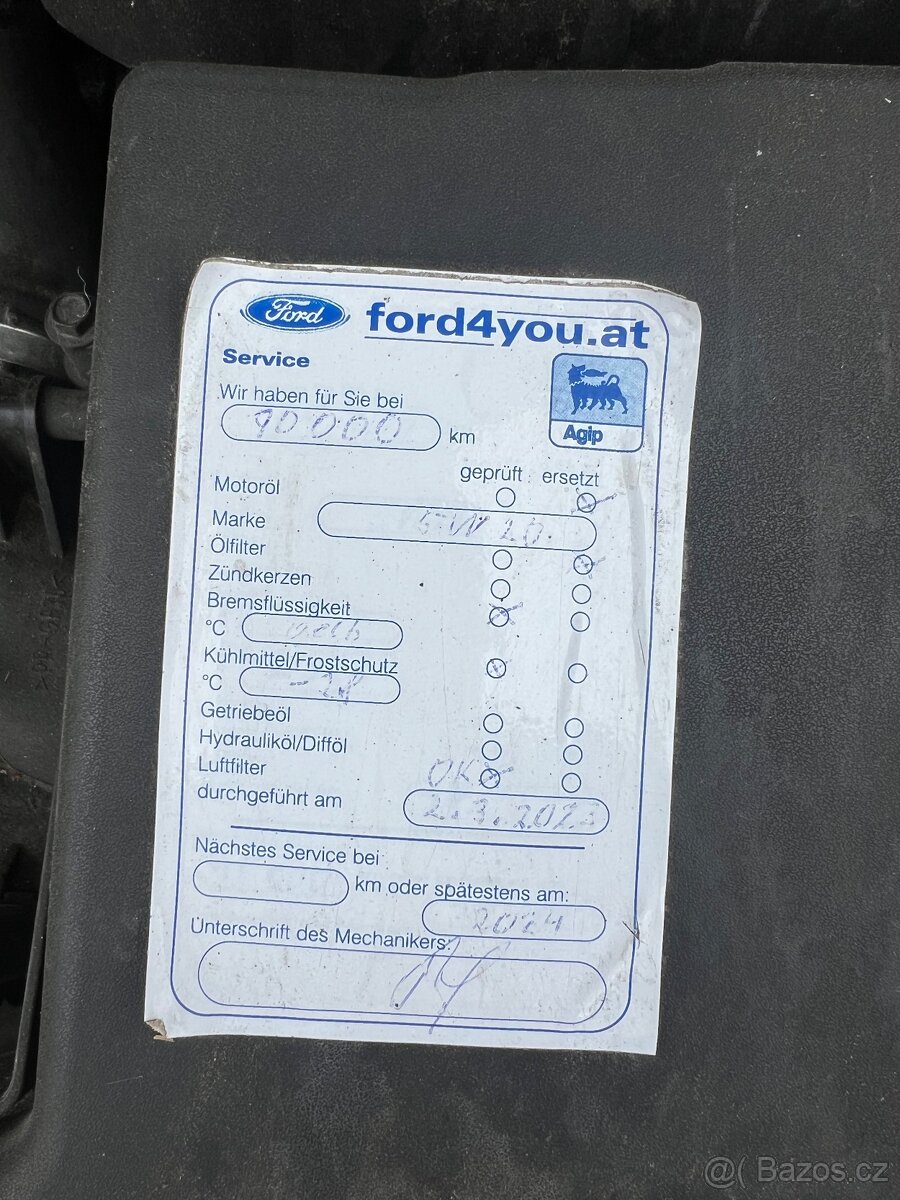 Ford ford4you.at
Service
Agip
Wir haben für Sie bei
90000 km
geprüft ersetzt
Motoröl
Marke 5W20
Ölfilter
Zündkerzen
Bremsflüssigkeit
°C
Kühlmittel/Frostschutz
°C
Getriebeöl
Hydrauliköl/Difföl
Luftfilter OK
durchgeführt am 2.3.2023
Nächstes Service bei
km oder spätestens am:
2024
Unterschrift des Mechanikers:
@( Bazos.cz